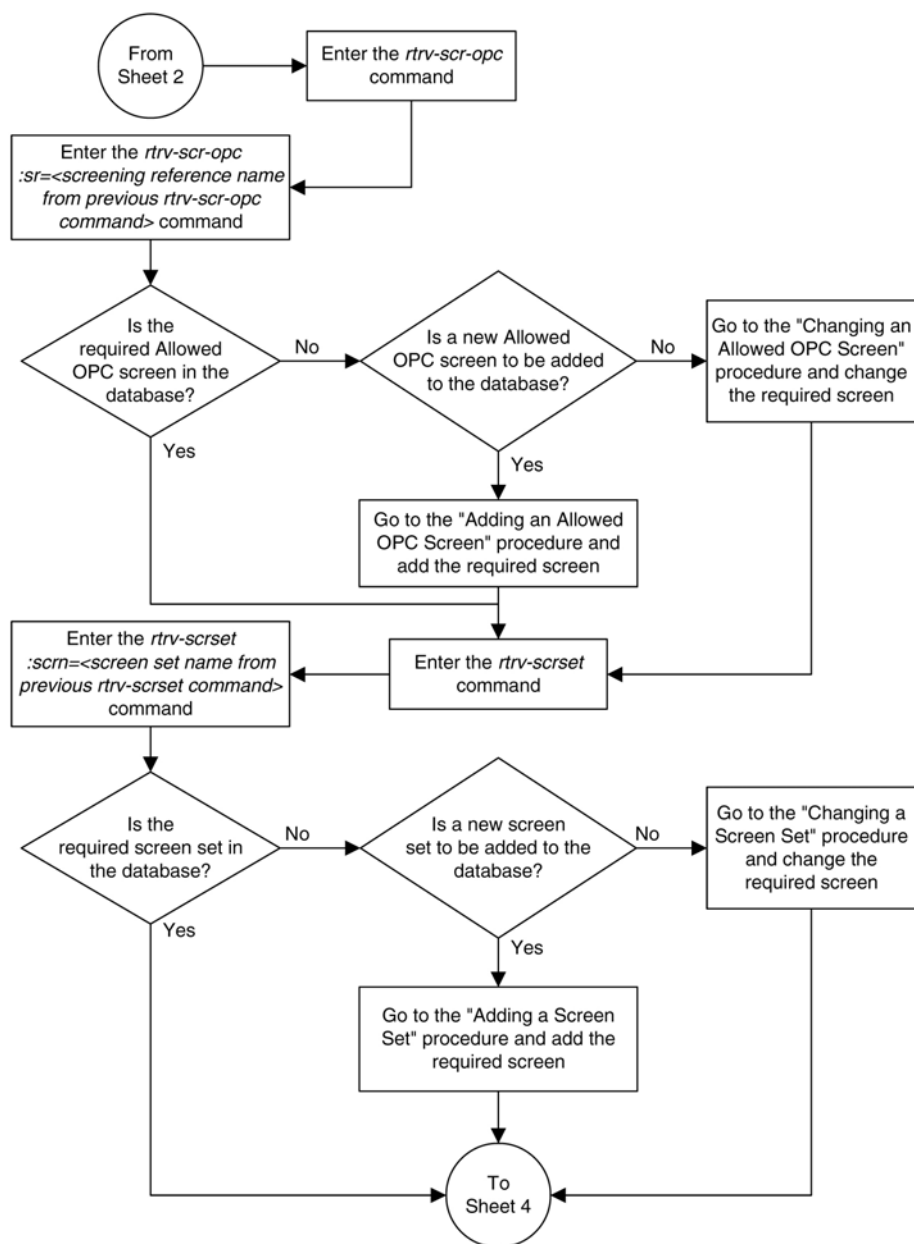 From
Sheet 2
Enter the rtrv-scr-opc
command
Enter the rtrv-scr-opc
:sr=<screening reference name
from previous rtrv-scr-opc
command> command
Is the
required Allowed
OPC screen in the
database?
No
Is a new Allowed
OPC screen to be added
to the database?
No
Go to the "Changing an
Allowed OPC Screen"
procedure and change
the required screen
Yes
Yes
Go to the "Adding an Allowed
OPC Screen" procedure and
add the required screen
Enter the rtrv-scrset
:scrn=<screen set name from
previous rtrv-scrset command>
command
Enter the rtrv-scrset
command
Is the
required screen set in
the database?
No
Is a new screen
set to be added to the
database?
No
Go to the "Changing a
Screen Set" procedure
and change the
required screen
Yes
Yes
Go to the "Adding a Screen
Set" procedure and add the
required screen
To
Sheet 4